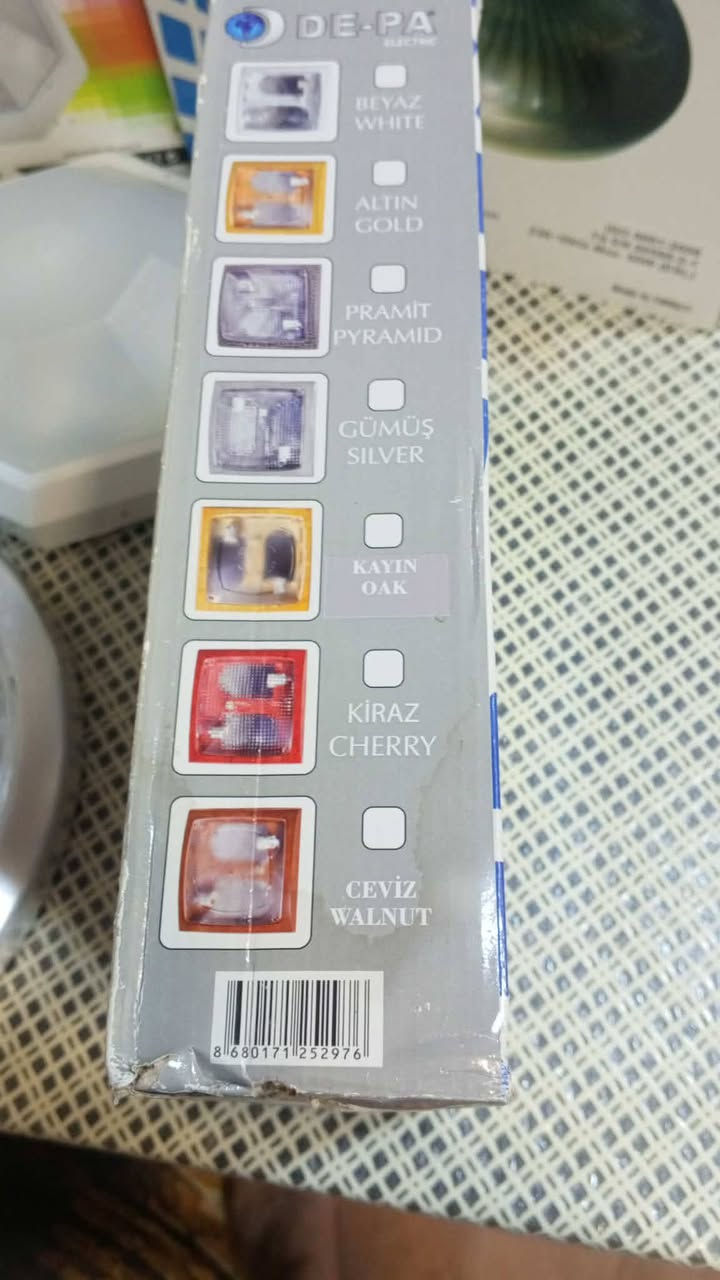 DE-PA
ELECTRIC
BEYAZ
WHITE
ALTIN
GOLD
PRAMİT
PYRAMID
GÜMÜŞ
SILVER
KAYIN
OAK
KİRAZ
CHERRY
CEVİZ
WALNUT
8 680171 252976